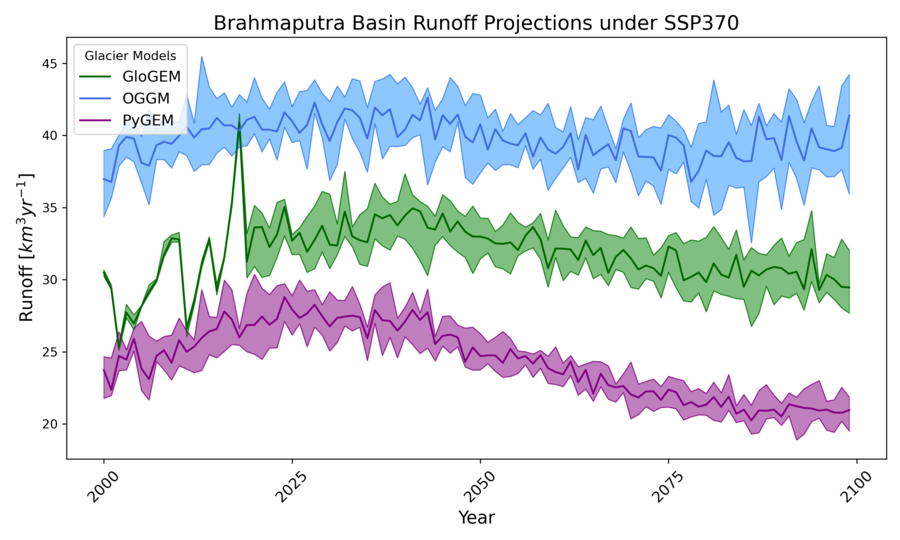 Brahmaputra Basin Runoff Projections under SSP370
Glacier Models
GloGEM
OGGM
PyGEM
Runoff [km³yr⁻¹]
45
40
35
30
25
20
2000
2025
2050
2075
2100
Year